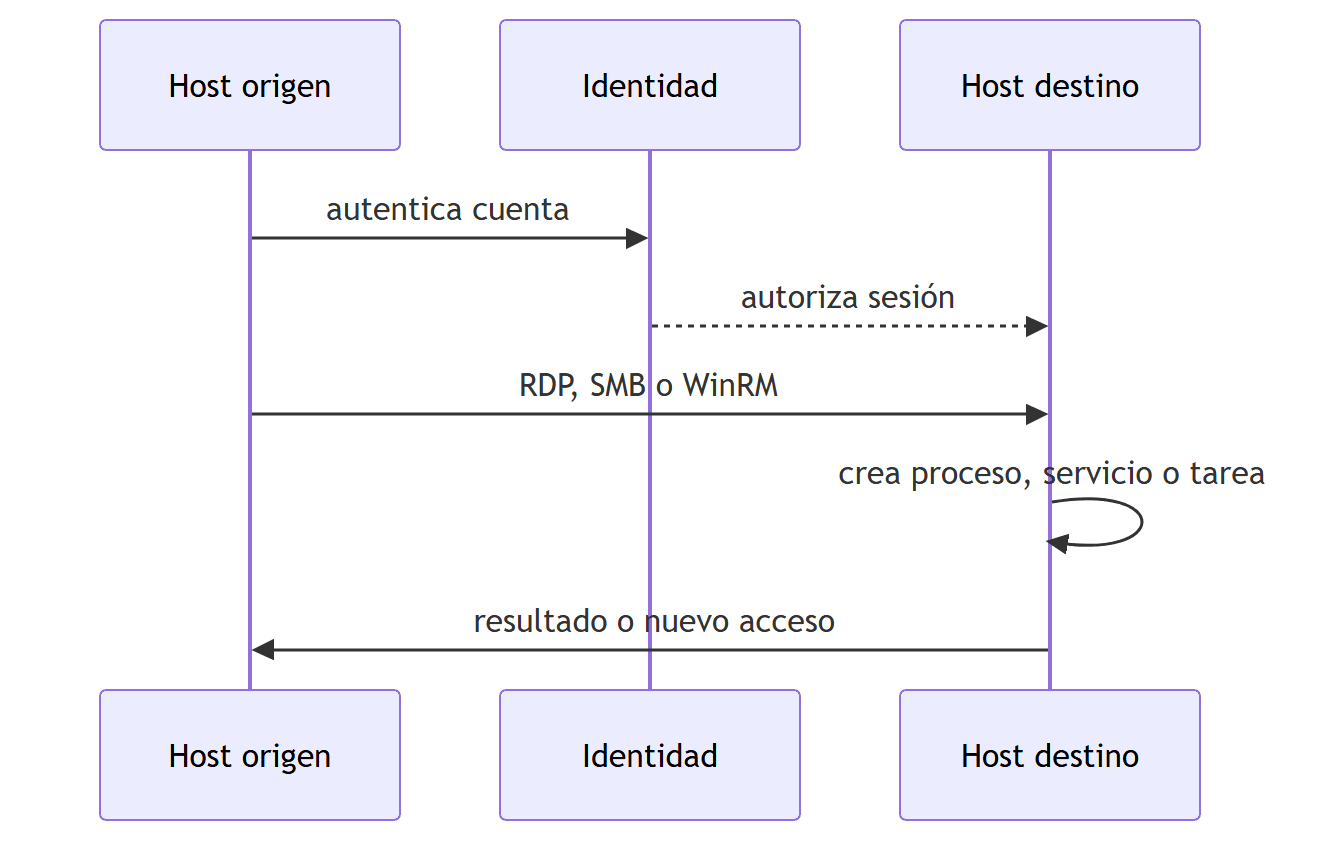 Host origen
Identidad
Host destino
autentica cuenta
autoriza sesión
RDP, SMB o WinRM
crea proceso, servicio o tarea
resultado o nuevo acceso
Host origen
Identidad
Host destino